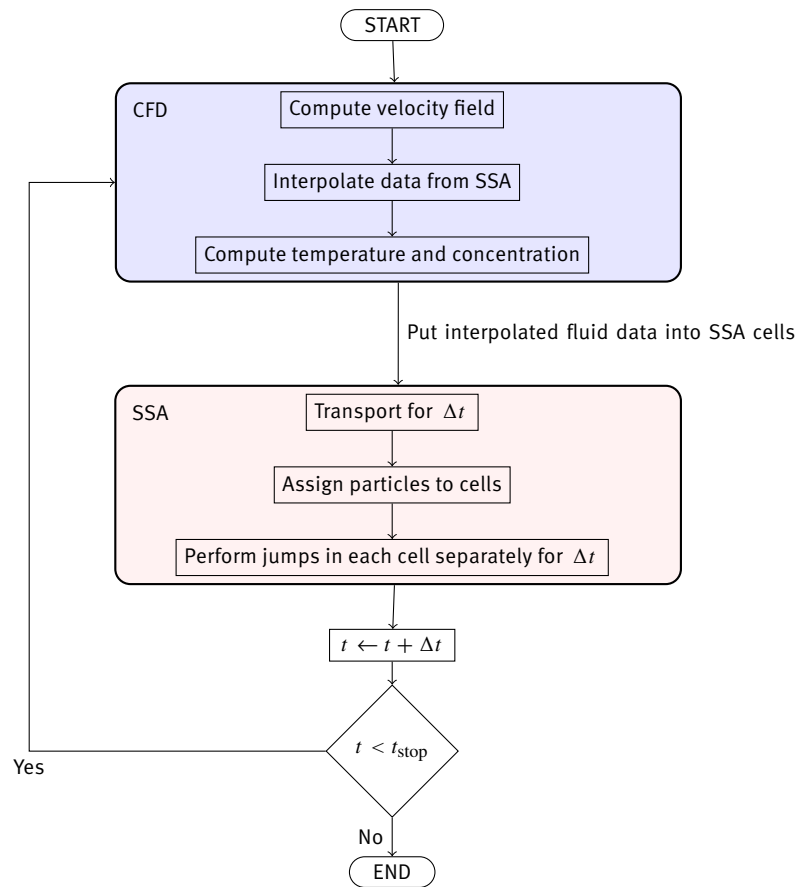 START
CFD
Compute velocity field
Interpolate data from SSA
Compute temperature and concentration
Put interpolated fluid data into SSA cells
SSA
Transport for Δt
Assign particles to cells
Perform jumps in each cell separately for Δt
t ← t + Δt
t < t_stop
Yes
No
END